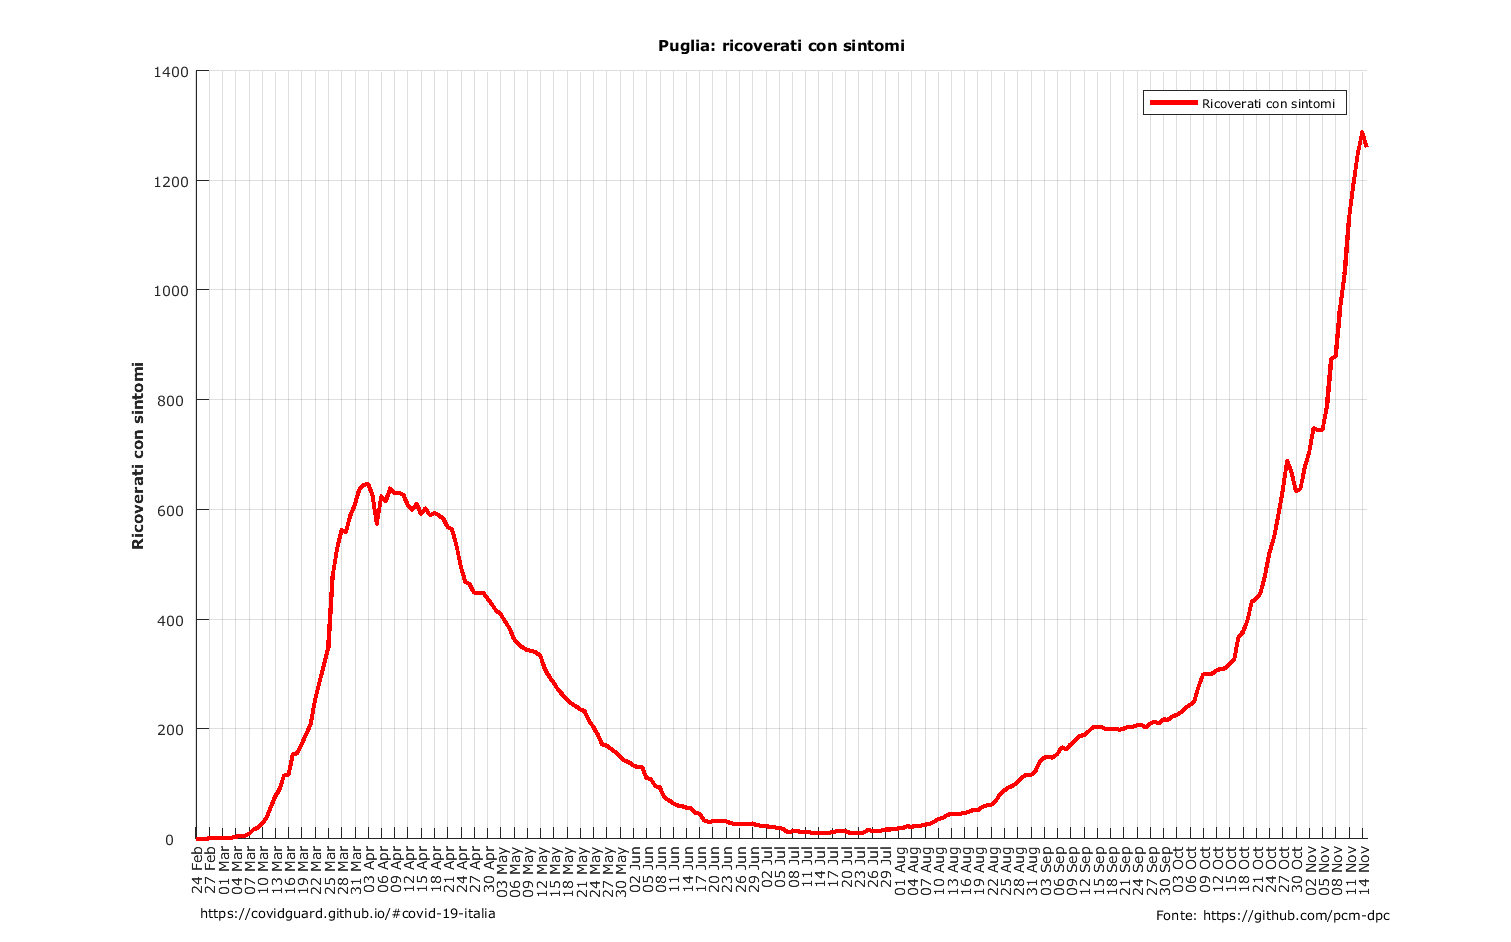 Puglia: ricoverati con sintomi
Ricoverati con sintomi
Ricoverati con sintomi
1400
1200
1000
800
600
400
200
0
24 Feb
27 Feb
01 Mar
04 Mar
07 Mar
10 Mar
13 Mar
16 Mar
19 Mar
22 Mar
25 Mar
28 Mar
31 Mar
03 Apr
06 Apr
09 Apr
12 Apr
15 Apr
18 Apr
21 Apr
24 Apr
27 Apr
30 Apr
03 May
06 May
09 May
12 May
15 May
18 May
21 May
24 May
27 May
30 May
02 Jun
05 Jun
08 Jun
11 Jun
14 Jun
17 Jun
20 Jun
23 Jun
26 Jun
29 Jun
02 Jul
05 Jul
08 Jul
11 Jul
14 Jul
17 Jul
20 Jul
23 Jul
26 Jul
29 Jul
01 Aug
04 Aug
07 Aug
10 Aug
13 Aug
16 Aug
19 Aug
22 Aug
25 Aug
28 Aug
31 Aug
03 Sep
06 Sep
09 Sep
12 Sep
15 Sep
18 Sep
21 Sep
24 Sep
27 Sep
30 Sep
03 Oct
06 Oct
09 Oct
12 Oct
15 Oct
18 Oct
21 Oct
24 Oct
27 Oct
30 Oct
02 Nov
05 Nov
08 Nov
11 Nov
14 Nov
https://covidguard.github.io/#covid-19-italia
Fonte: https://github.com/pcm-dpc